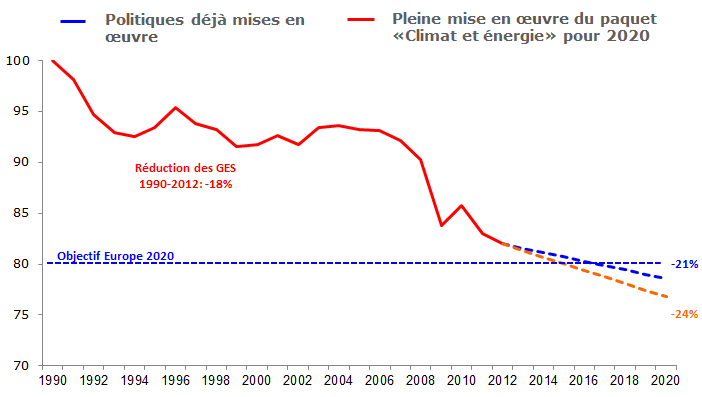 Politiques déjà mises en
œuvre
Pleine mise en œuvre du paquet
«Climat et énergie» pour 2020
100
95
90
85
80
75
70
Réduction des GES
1990-2012: -18%
Objectif Europe 2020
-21%
-24%
1990 1992 1994 1996 1998 2000 2002 2004 2006 2008 2010 2012 2014 2016 2018 2020